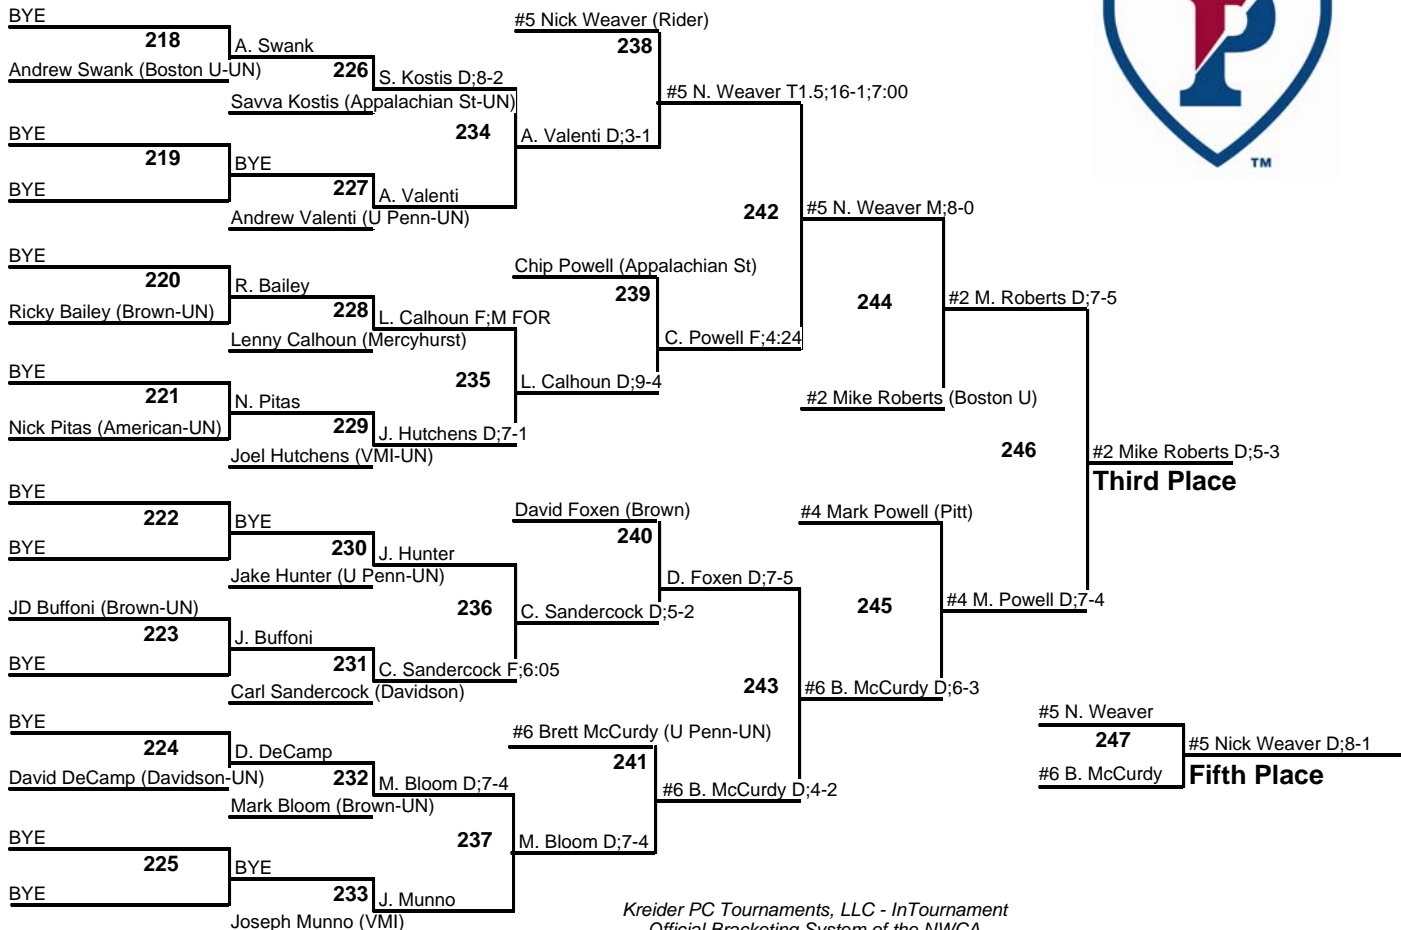 BYE
218
Andrew Swank (Boston U-UN)
A. Swank
226
Savva Kostis (Appalachian St-UN)
S. Kostis D;8-2
BYE
219
BYE
BYE
227
Andrew Valenti (U Penn-UN)
A. Valenti
234
A. Valenti D;3-1
#5 Nick Weaver (Rider)
238
#5 N. Weaver T1.5;16-1;7:00
BYE
220
Ricky Bailey (Brown-UN)
R. Bailey
228
Lenny Calhoun (Mercyhurst)
L. Calhoun F;M FOR
BYE
221
Nick Pitas (American-UN)
N. Pitas
229
Joel Hutchens (VMI-UN)
J. Hutchens D;7-1
235
L. Calhoun D;9-4
Chip Powell (Appalachian St)
239
C. Powell F;4:24
242
#5 N. Weaver M;8-0
244
#2 Mike Roberts (Boston U)
#2 M. Roberts D;7-5
BYE
222
BYE
BYE
230
Jake Hunter (U Penn-UN)
J. Hunter
JD Buffoni (Brown-UN)
223
BYE
J. Buffoni
231
Carl Sandercock (Davidson)
C. Sandercock F;6:05
236
C. Sandercock D;5-2
David Foxen (Brown)
240
D. Foxen D;7-5
BYE
224
David DeCamp (Davidson-UN)
D. DeCamp
232
Mark Bloom (Brown-UN)
M. Bloom D;7-4
BYE
225
BYE
BYE
233
Joseph Munno (VMI)
J. Munno
237
M. Bloom D;7-4
#6 Brett McCurdy (U Penn-UN)
241
#6 B. McCurdy D;4-2
243
#6 B. McCurdy D;6-3
#4 Mark Powell (Pitt)
245
#4 M. Powell D;7-4
246
#2 Mike Roberts D;5-3
Third Place
#5 N. Weaver
247
#6 B. McCurdy
#5 Nick Weaver D;8-1
Fifth Place
P
TM
Kreider PC Tournaments, LLC - InTournament
Official Bracketing System of the NWCA